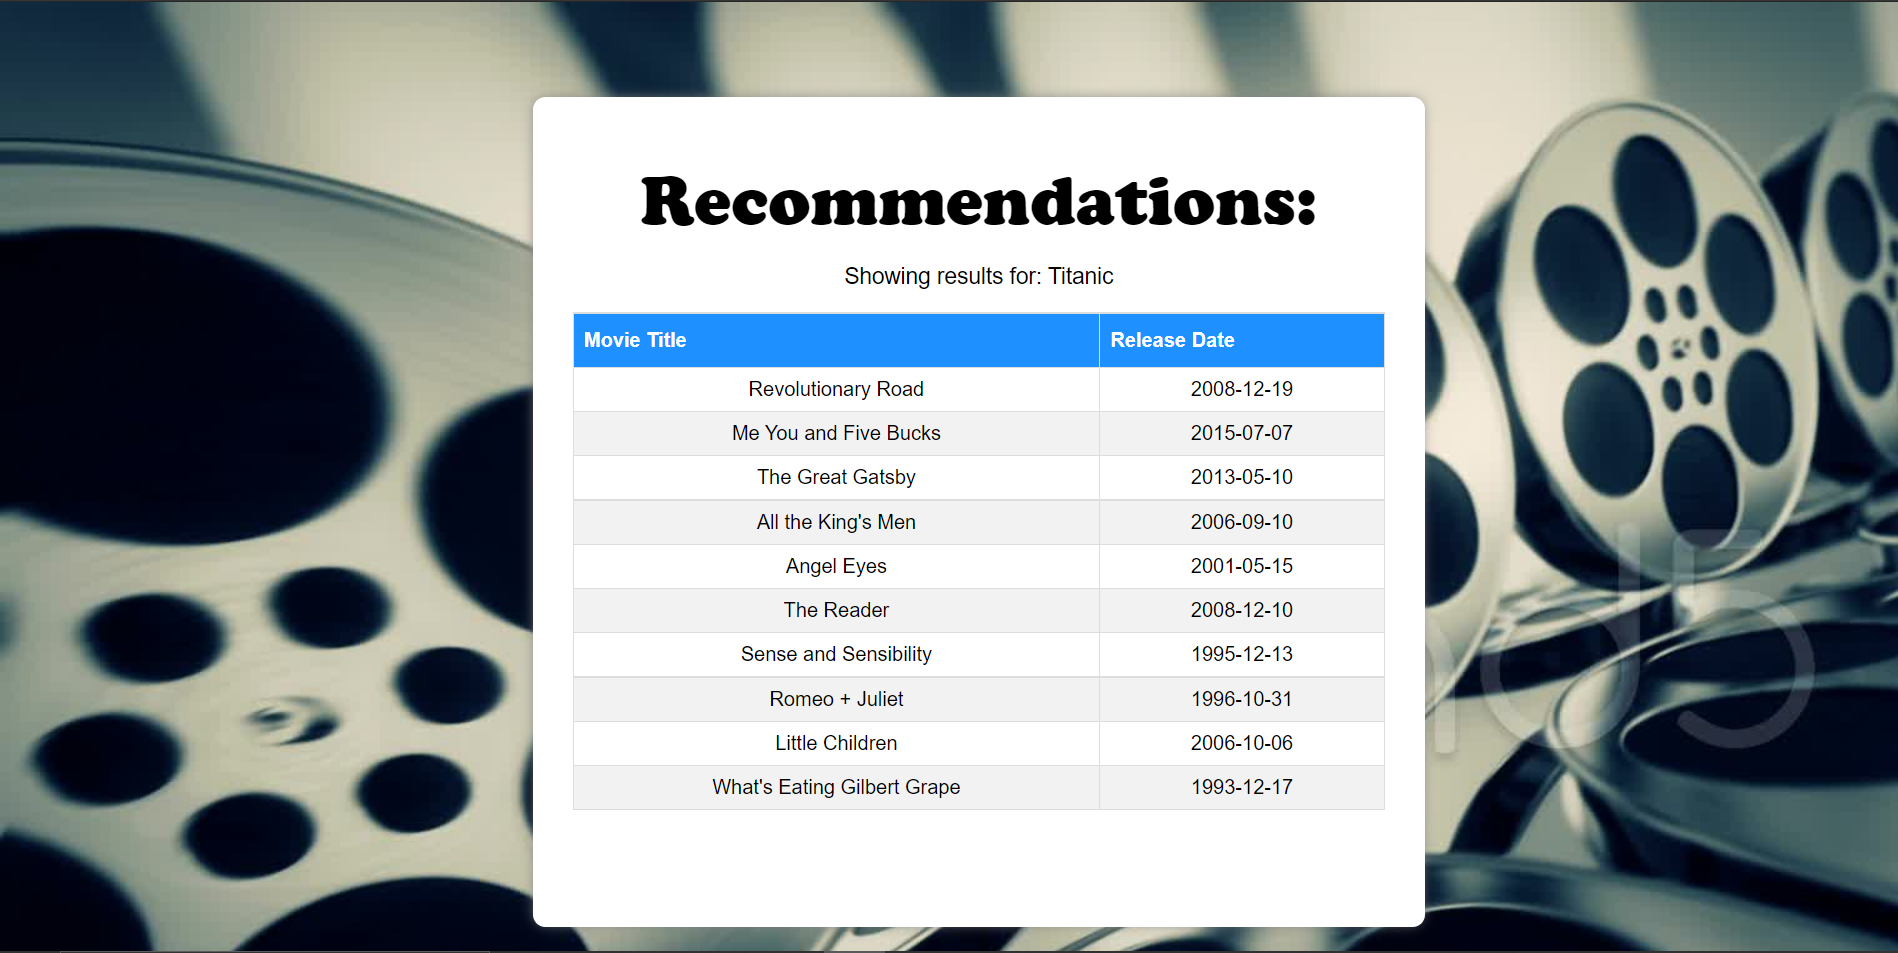 Recommendations:
Showing results for: Titanic
Movie Title Release Date
Revolutionary Road 2008-12-19
Me You and Five Bucks 2015-07-07
The Great Gatsby 2013-05-10
All the King's Men 2006-09-10
Angel Eyes 2001-05-15
The Reader 2008-12-10
Sense and Sensibility 1995-12-13
Romeo + Juliet 1996-10-31
Little Children 2006-10-06
What's Eating Gilbert Grape 1993-12-17